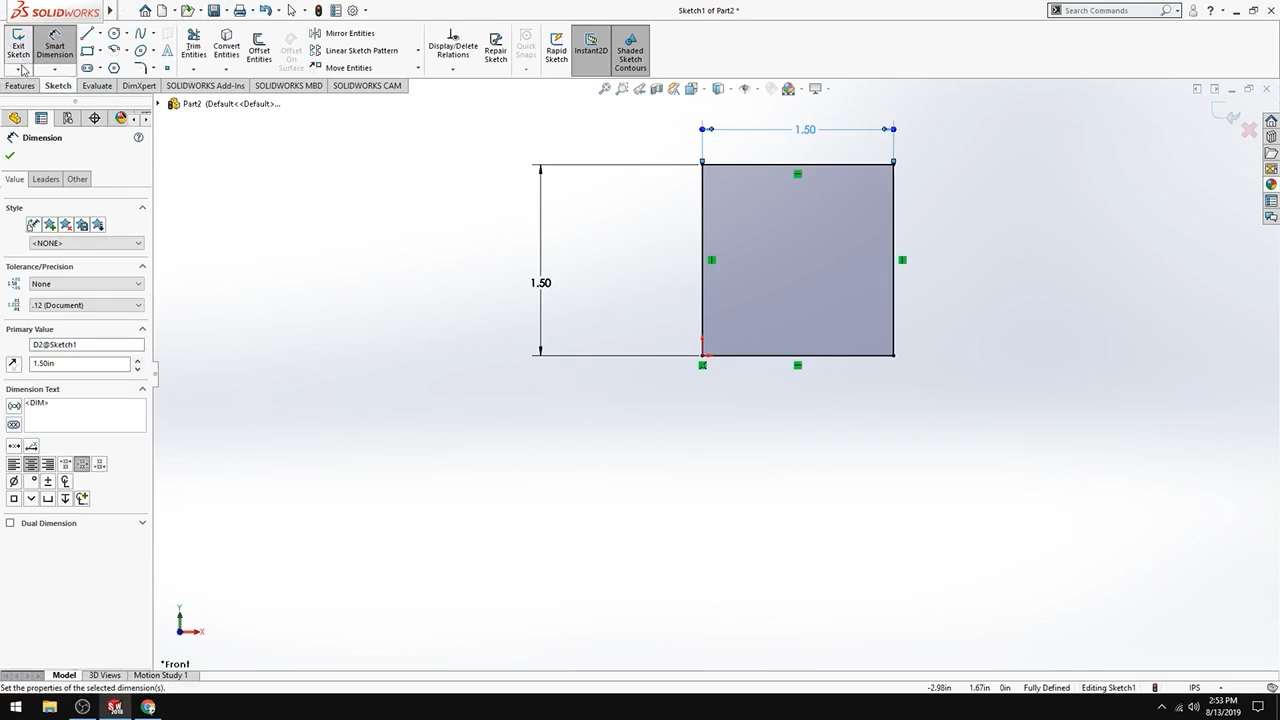 SOLIDWORKS
Sketch1 of Part2 *
Search Commands
Exit Sketch
Smart Dimension
Trim Entities
Convert Entities
Offset Entities
Offset On Surface
Mirror Entities
Linear Sketch Pattern
Move Entities
Display/Delete Relations
Repair Sketch
Quick Snaps
Rapid Sketch
Instant2D
Shaded Sketch Contours
Features
Sketch
Evaluate
DimXpert
SOLIDWORKS Add-Ins
SOLIDWORKS MBD
SOLIDWORKS CAM
Part2 (Default<<Default>...
Dimension
Value
Leaders
Other
Style
<NONE>
Tolerance/Precision
None
.12 (Document)
Primary Value
D2@Sketch1
1.50in
Dimension Text
<DIM>
Dual Dimension
1.50
1.50
Y
X
*Front
Model
3D Views
Motion Study 1
Set the properties of the selected dimension(s).
-2.98in
1.67in
0in
Fully Defined
Editing Sketch1
IPS
2:53 PM
8/13/2019